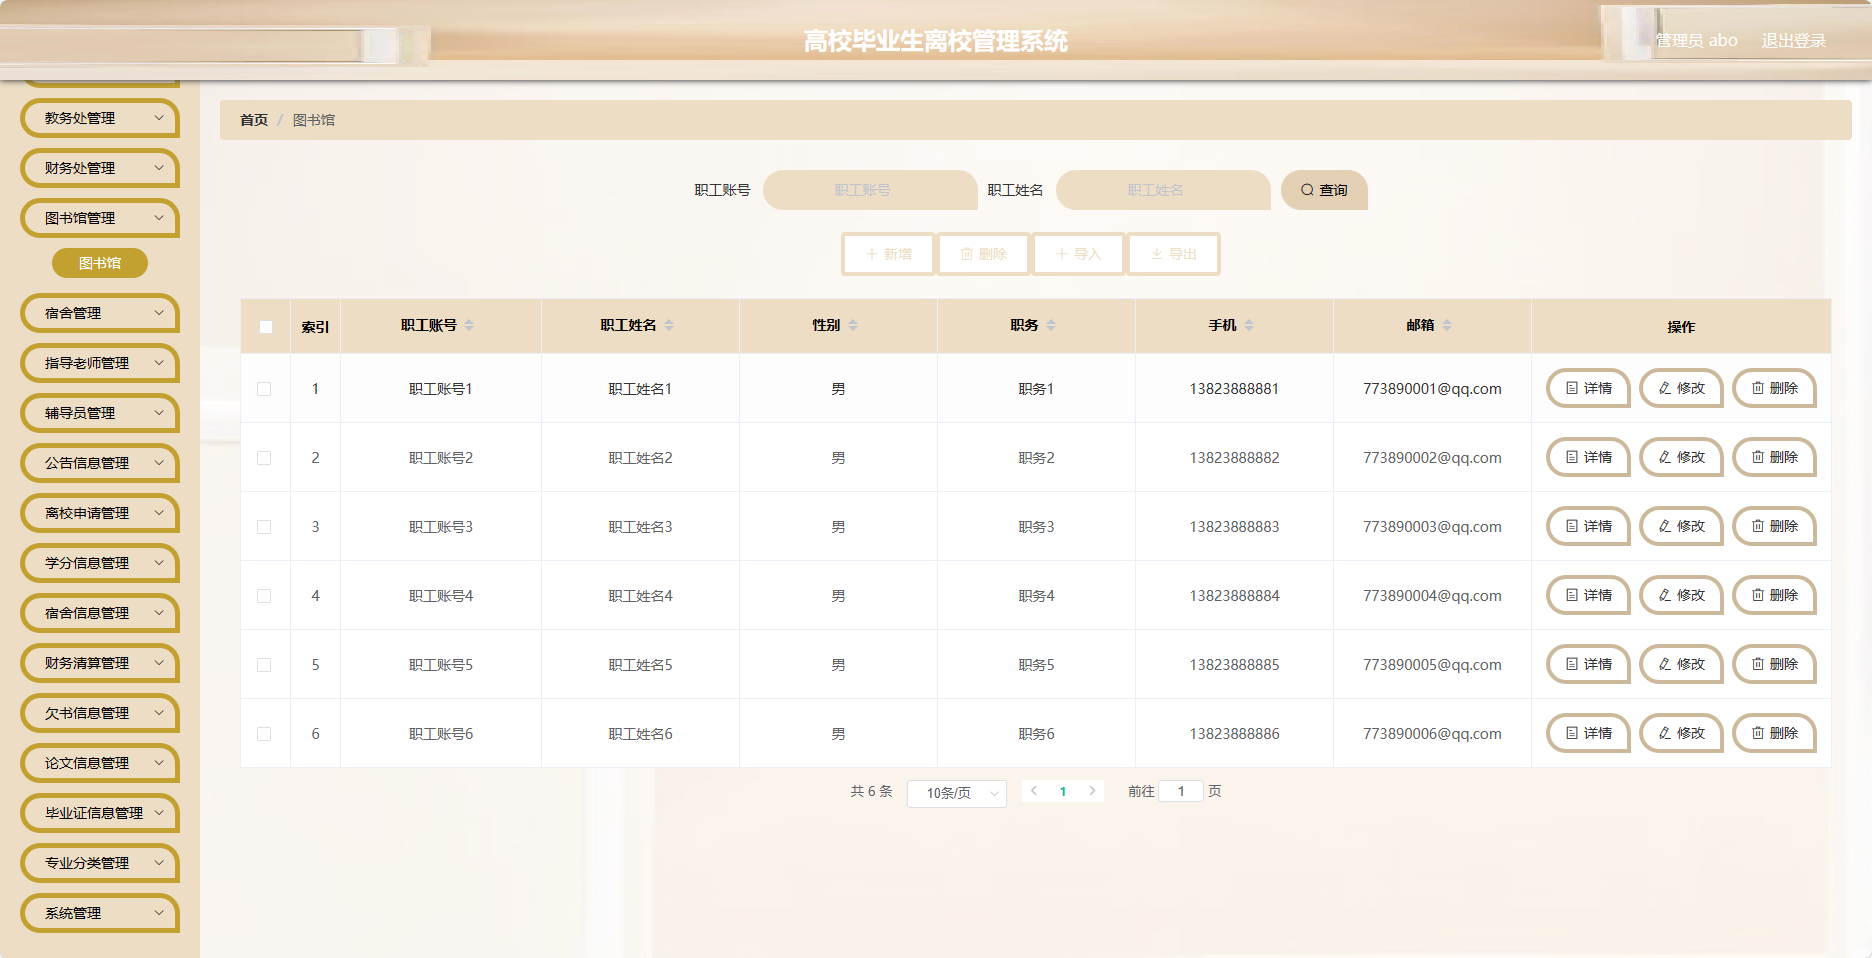 高校毕业生离校管理系统
管理员 abo 退出登录
教务处管理
财务处管理
图书馆管理
图书馆
宿舍管理
指导老师管理
辅导员管理
公告信息管理
离校申请管理
学分信息管理
宿舍信息管理
财务清算管理
欠书信息管理
论文信息管理
毕业证信息管理
专业分类管理
系统管理
首页 / 图书馆
职工账号 职工账号 职工姓名 职工姓名 查询
新增 删除 导入 导出
索引 职工账号 职工姓名 性别 职务 手机 邮箱 操作
1 职工账号1 职工姓名1 男 职务1 13823888881 773890001@qq.com 详情 修改 删除
2 职工账号2 职工姓名2 男 职务2 13823888882 773890002@qq.com 详情 修改 删除
3 职工账号3 职工姓名3 男 职务3 13823888883 773890003@qq.com 详情 修改 删除
4 职工账号4 职工姓名4 男 职务4 13823888884 773890004@qq.com 详情 修改 删除
5 职工账号5 职工姓名5 男 职务5 13823888885 773890005@qq.com 详情 修改 删除
6 职工账号6 职工姓名6 男 职务6 13823888886 773890006@qq.com 详情 修改 删除
共 6 条 10条/页 1 前往 1 页